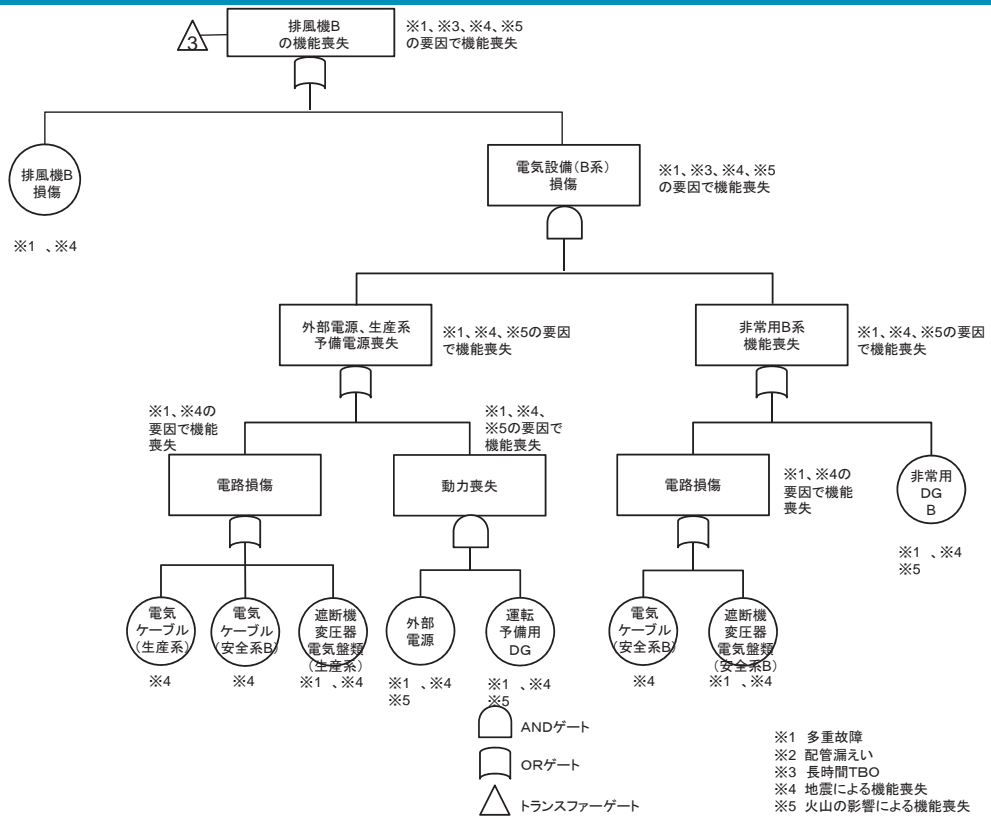 3
排風機B
の機能喪失
※1、※3、※4、※5
の要因で機能喪失
排風機B
損傷
※1 、※4
電気設備(B系)
損傷
※1、※3、※4、※5
の要因で機能喪失
外部電源、生産系
予備電源喪失
※1、※4、※5の要因
で機能喪失
非常用B系
機能喪失
※1、※4、※5の要因
で機能喪失
※1、※4の
要因で機能
喪失
電路損傷
※1、※4、
※5の要因で
機能喪失
動力喪失
電路損傷
※1、※4の
要因で機能
喪失
非常用
DG
B
※1 、※4
※5
電気
ケーブル
(生産系)
※4
電気
ケーブル
(安全系B)
※4
遮断機
変圧器
電気盤類
(生産系)
※1 、※4
外部
電源
※1 、※4
※5
運転
予備用
DG
※1 、※4
※5
電気
ケーブル
(安全系B)
※4
遮断機
変圧器
電気盤類
(安全系B)
※1 、※4
ANDゲート
ORゲート
トランスファーゲート
※1 多重故障
※2 配管漏えい
※3 長時間TBO
※4 地震による機能喪失
※5 火山の影響による機能喪失